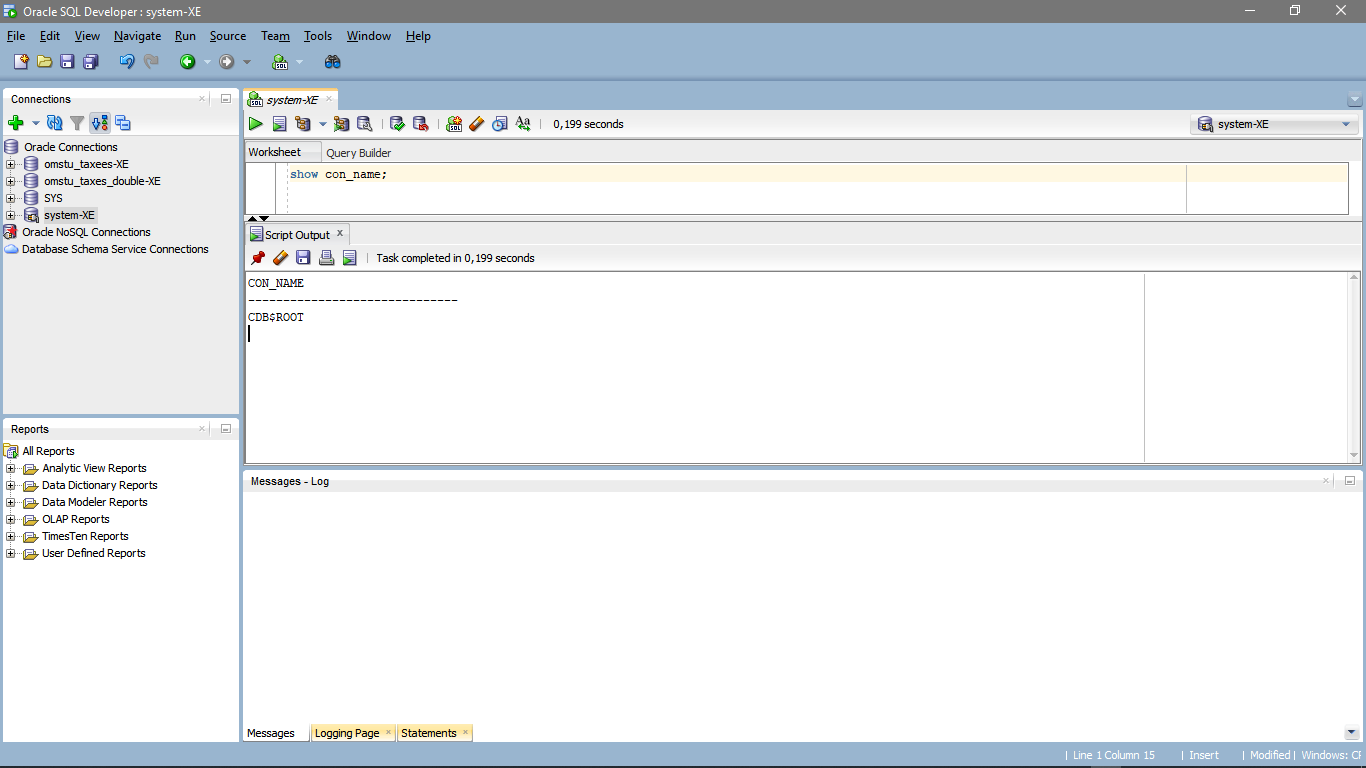 Oracle SQL Developer : system-XE
File Edit View Navigate Run Source Team Tools Window Help
Connections
Oracle Connections
omstu_taxees-XE
omstu_taxes_double-XE
SYS
system-XE
Oracle NoSQL Connections
Database Schema Service Connections
Reports
All Reports
Analytic View Reports
Data Dictionary Reports
Data Modeler Reports
OLAP Reports
TimesTen Reports
User Defined Reports
system-XE
0,199 seconds
system-XE
Worksheet Query Builder
show con_name;
Script Output
Task completed in 0,199 seconds
CON_NAME
------------------------------
CDB$ROOT
Messages - Log
Messages Logging Page Statements
Line 1 Column 15 | Insert | Modified | Windows: